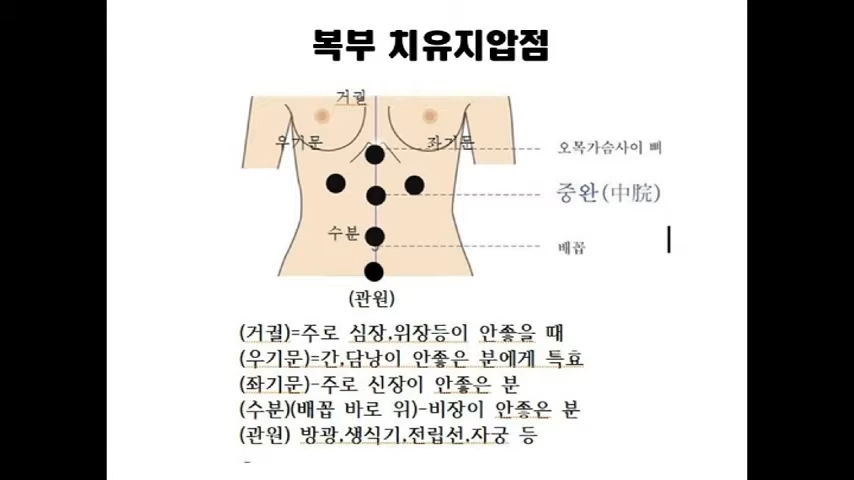 복부 치유지압점
거궐
우기문
좌기문
오목가슴사이 뼈
중완(中脘)
수분
배꼽
(관원)
(거궐)=주로 심장,위장등이 안좋을 때
(우기문)=간,담낭이 안좋은 분에게 특효
(좌기문)-주로 신장이 안좋은 분
(수분)(배꼽 바로 위)-비장이 안좋은 분
(관원) 방광,생식기,전립선,자궁 등